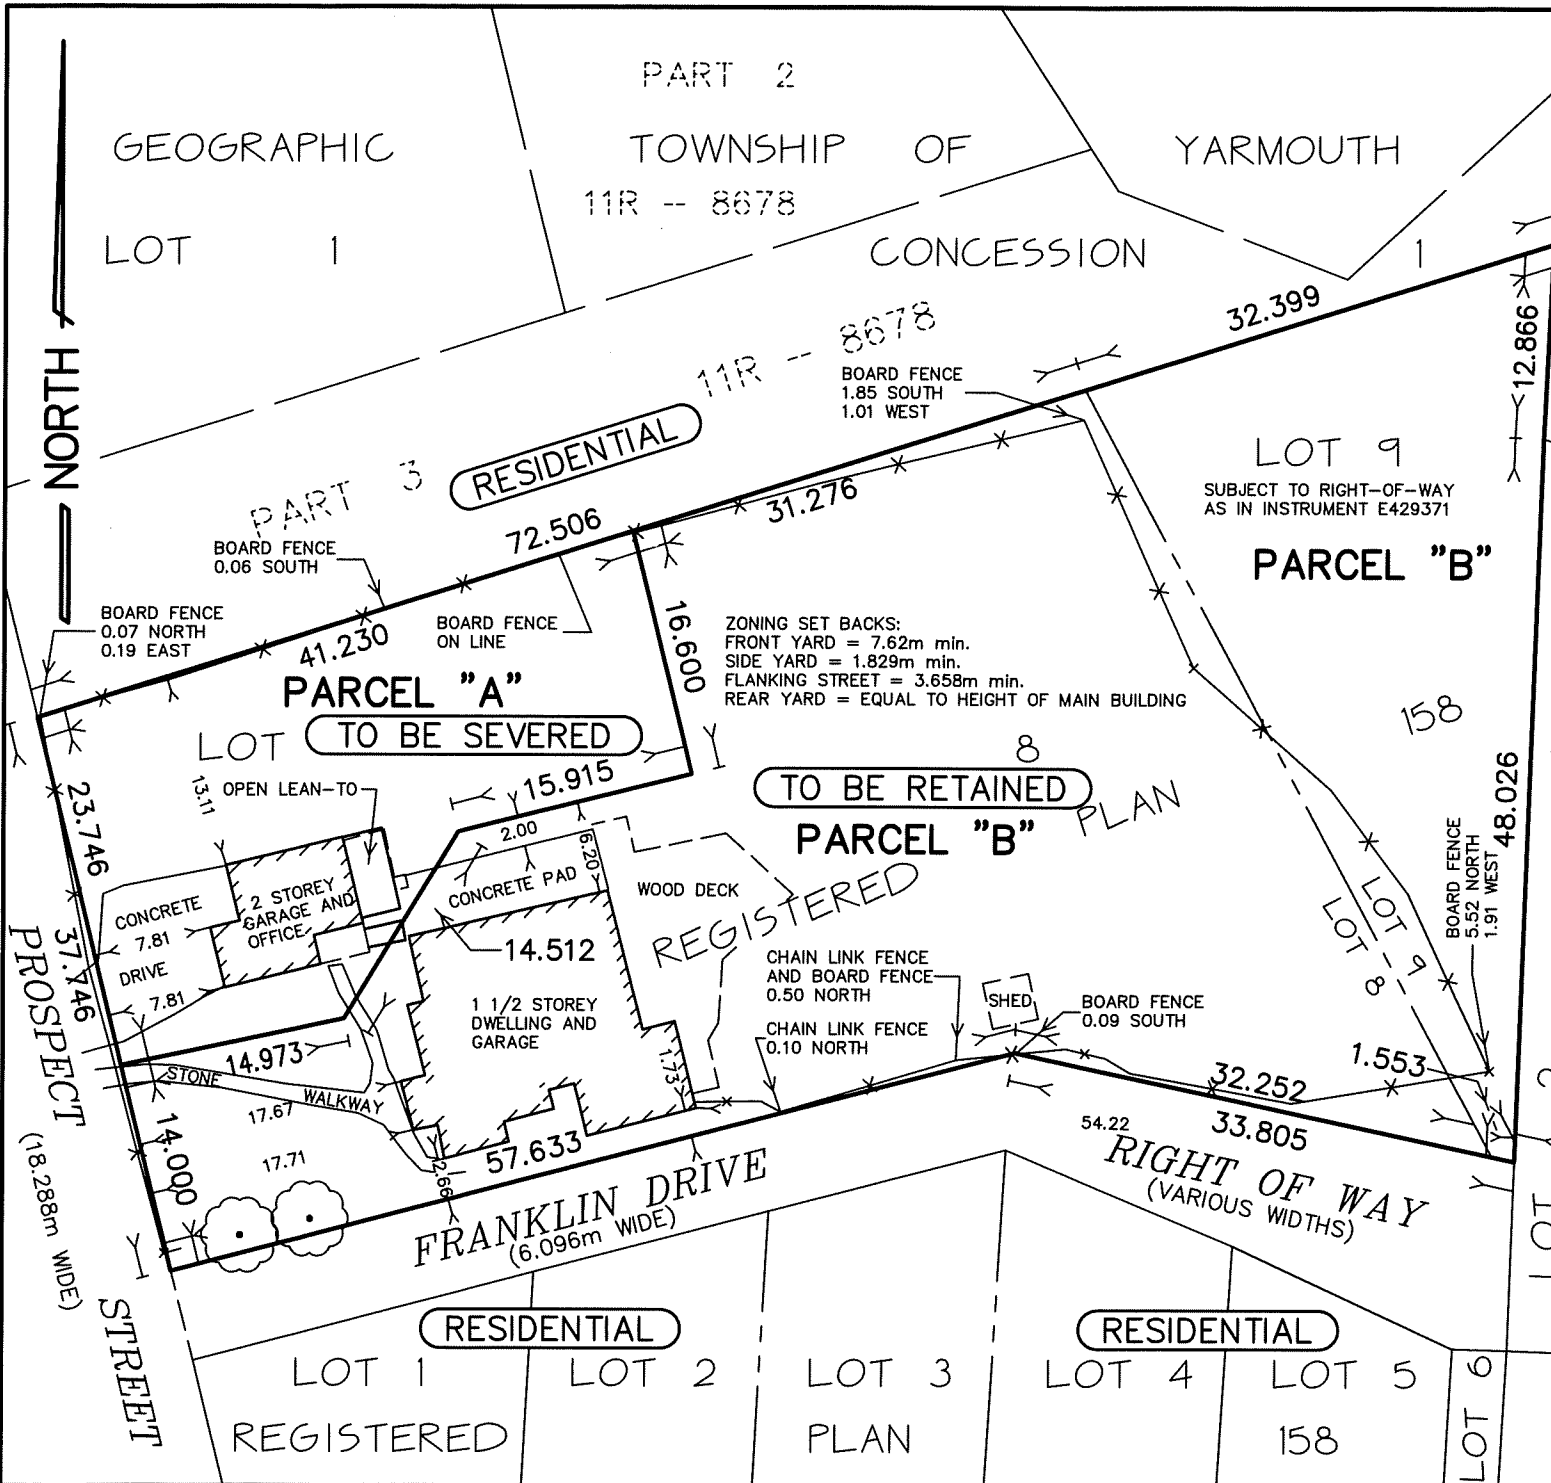 PART 2
GEOGRAPHIC TOWNSHIP OF YARMOUTH
11R -- 8678
LOT 1 CONCESSION 1
NORTH
32.399
12.866
11R -- 8678
BOARD FENCE
1.85 SOUTH
1.01 WEST
RESIDENTIAL
PART 3
LOT 9
SUBJECT TO RIGHT-OF-WAY
AS IN INSTRUMENT E429371
PARCEL "B"
31.276
72.506
BOARD FENCE
0.06 SOUTH
BOARD FENCE
0.07 NORTH
0.19 EAST
BOARD FENCE
ON LINE
41.230
16.600
ZONING SET BACKS:
FRONT YARD = 7.62m min.
SIDE YARD = 1.829m min.
FLANKING STREET = 3.658m min.
REAR YARD = EQUAL TO HEIGHT OF MAIN BUILDING
PARCEL "A"
TO BE SEVERED
LOT 8
158
TO BE RETAINED
PARCEL "B"
PLAN
REGISTERED
48.026
23.746
13.11
OPEN LEAN-TO
15.915
2.00
6.20
CONCRETE PAD
WOOD DECK
2 STOREY
GARAGE AND
OFFICE
CONCRETE
7.81
DRIVE
7.81
37.746
14.512
1 1/2 STOREY
DWELLING AND
GARAGE
1.73
CHAIN LINK FENCE
AND BOARD FENCE
0.50 NORTH
CHAIN LINK FENCE
0.10 NORTH
SHED
BOARD FENCE
0.09 SOUTH
BOARD FENCE
5.52 NORTH
1.91 WEST
LOT 9
LOT 8
1.553
32.252
33.805
54.22
14.973
STONE
WALKWAY
17.67
17.71
14.000
2.66
57.633
PROSPECT
STREET
(18.288m WIDE)
FRANKLIN DRIVE
(6.096m WIDE)
RIGHT OF WAY
(VARIOUS WIDTHS)
LOT 2
RESIDENTIAL
RESIDENTIAL
LOT 1
LOT 2
LOT 3
LOT 4
LOT 5
LOT 6
REGISTERED PLAN 158